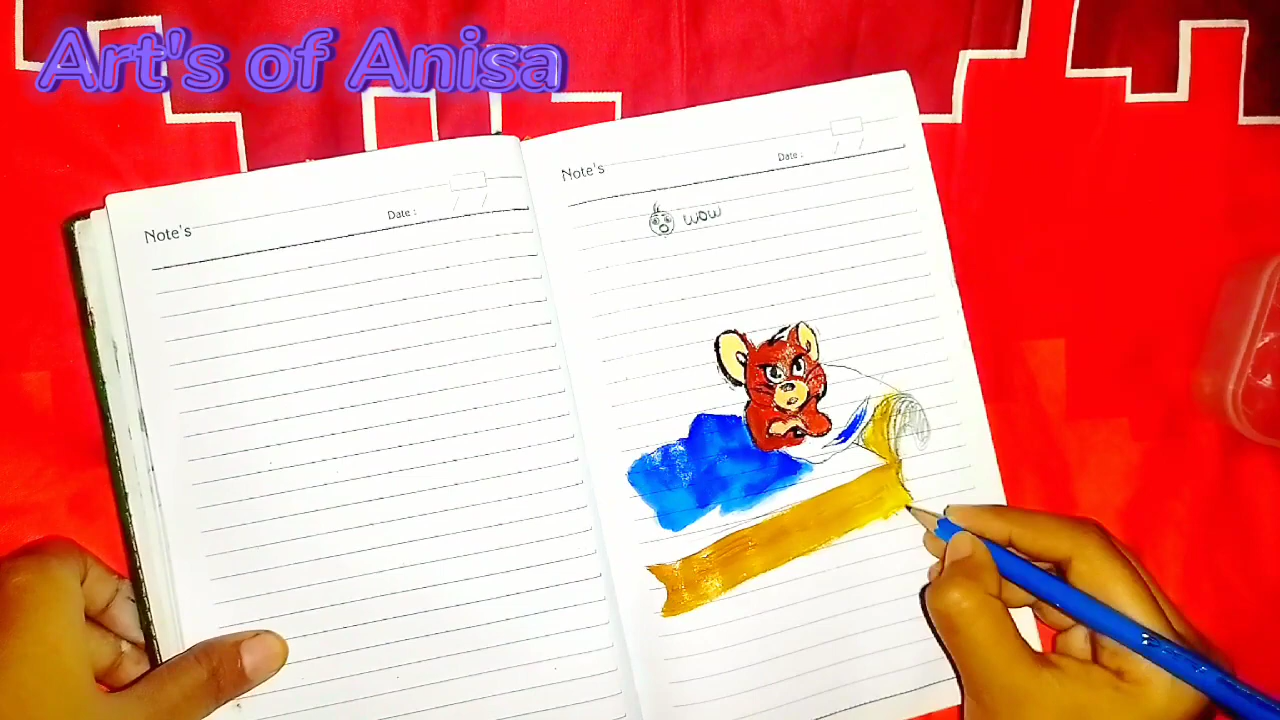 Art's of Anisa
Note's
Date :
Note's
Date :
WOW